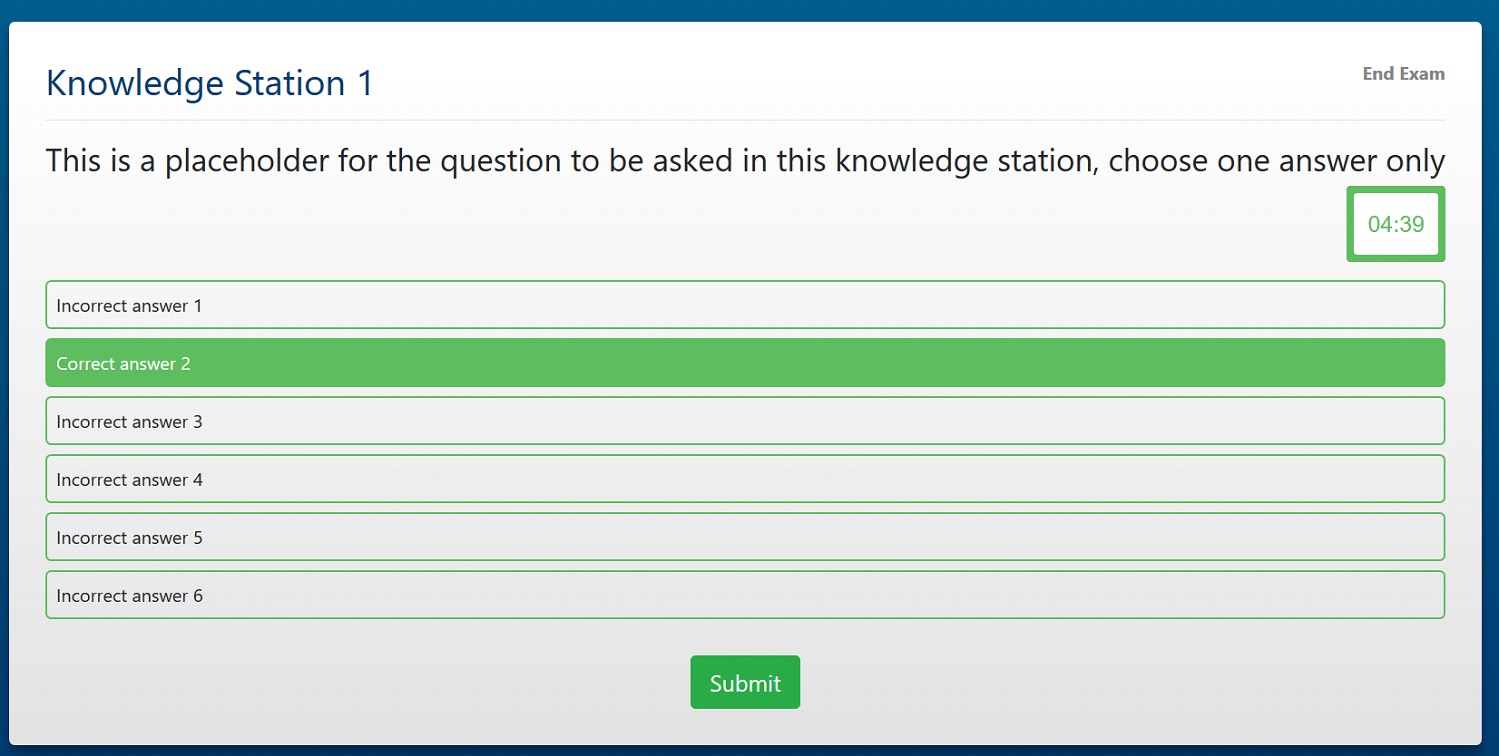 Knowledge Station 1
End Exam
This is a placeholder for the question to be asked in this knowledge station, choose one answer only
04:39
Incorrect answer 1
Correct answer 2
Incorrect answer 3
Incorrect answer 4
Incorrect answer 5
Incorrect answer 6
Submit